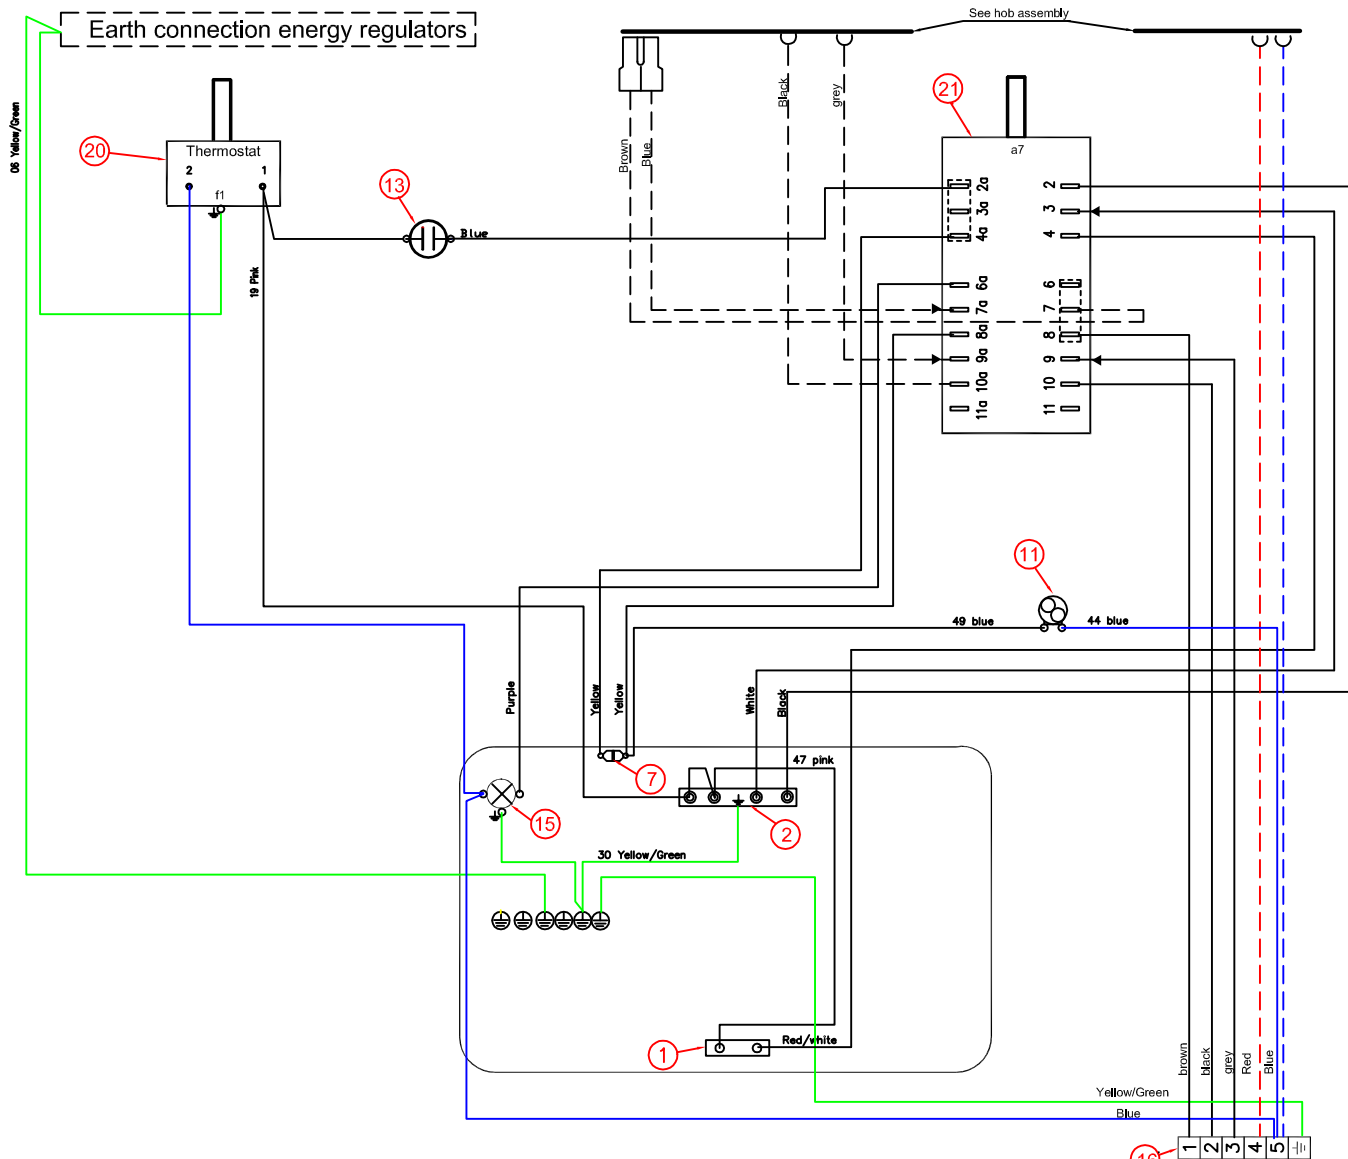 See hob assembly
Earth connection energy regulators
06 Yellow/Green
20
Thermostat
2
1
f1
13
Blue
19 Pink
Brown
Blue
Black
grey
21
a7
2a
3a
4a
6a
7a
8a
9a
10a
11a
2
3
4
6
7
8
9
10
11
11
49 blue
44 blue
Purple
Yellow
Yellow
White
Black
47 pink
7
15
2
30 Yellow/Green
1
Red/white
brown
black
grey
Red
Blue
Yellow/Green
Blue
16
1
2
3
4
5